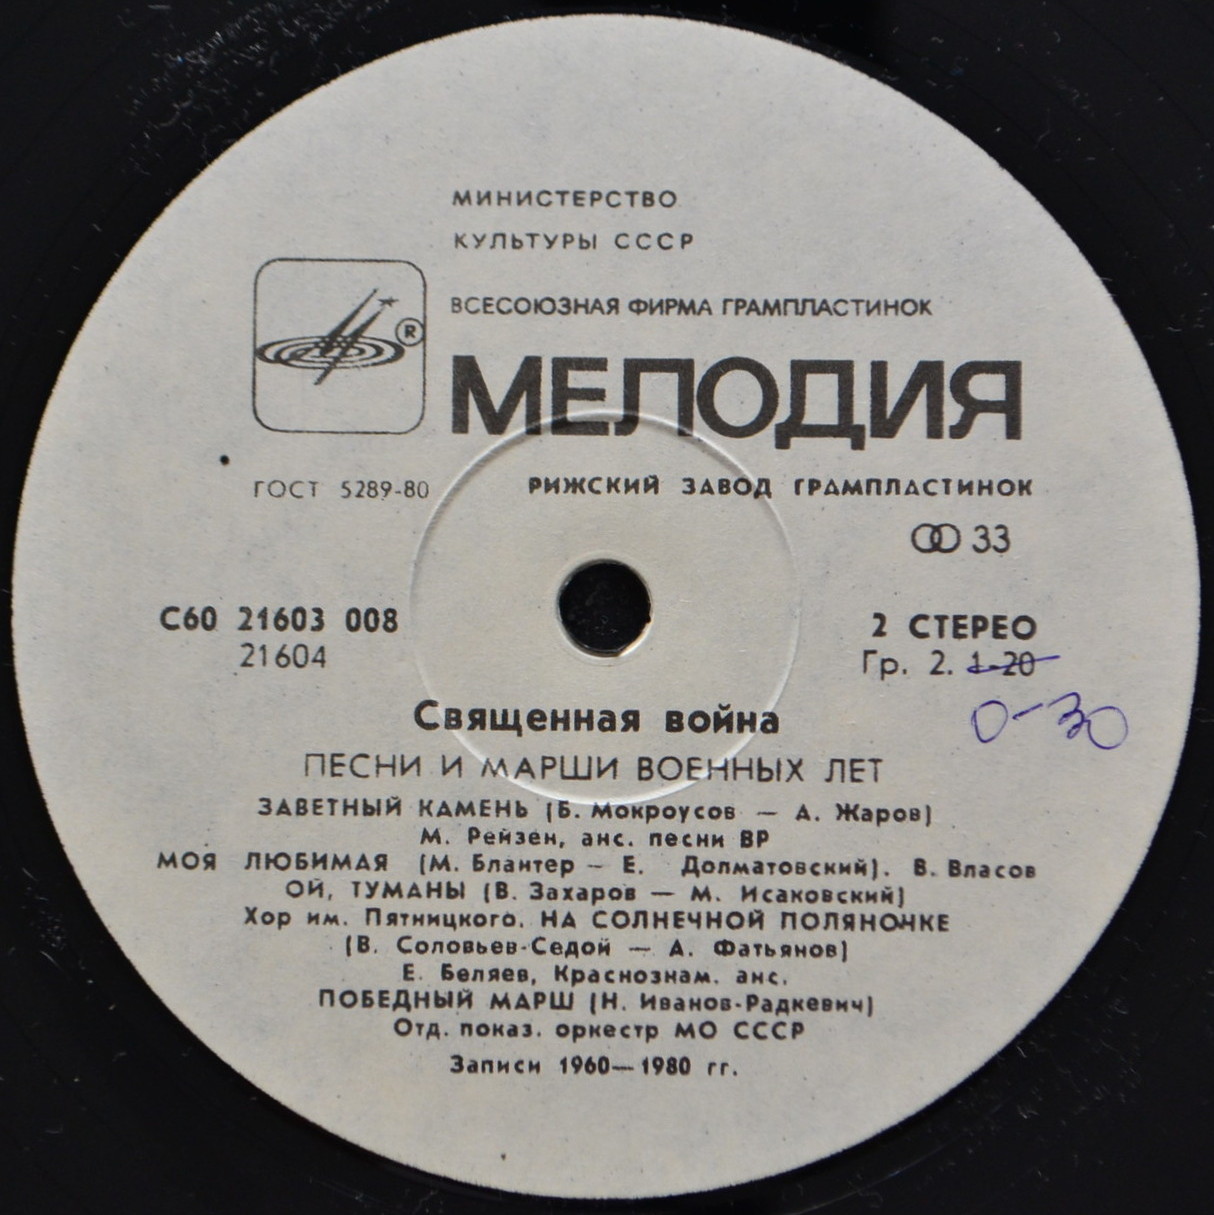 МИНИСТЕРСТВО
КУЛЬТУРЫ СССР
ВСЕСОЮЗНАЯ ФИРМА ГРАМПЛАСТИНОК
®
МЕЛОДИЯ
ГОСТ 5289-80
РИЖСКИЙ ЗАВОД ГРАМПЛАСТИНОК
33
С60 21603 008
21604
2 СТЕРЕО
Гр. 2. 1-20
0-30
Священная война
ПЕСНИ И МАРШИ ВОЕННЫХ ЛЕТ
ЗАВЕТНЫЙ КАМЕНЬ (Б. Мокроусов — А. Жаров)
М. Рейзен, анс. песни ВР
МОЯ ЛЮБИМАЯ (М. Блантер – Е. Долматовский). В. Власов
ОЙ, ТУМАНЫ (В. Захаров — М. Исаковский)
Хор им. Пятницкого. НА СОЛНЕЧНОЙ ПОЛЯНОЧКЕ
(В. Соловьев-Седой — А. Фатьянов)
Е. Беляев, Краснознам. анс.
ПОБЕДНЫЙ МАРШ (Н. Иванов-Радкевич)
Отд. показ. оркестр МО СССР
Записи 1960—1980 гг.